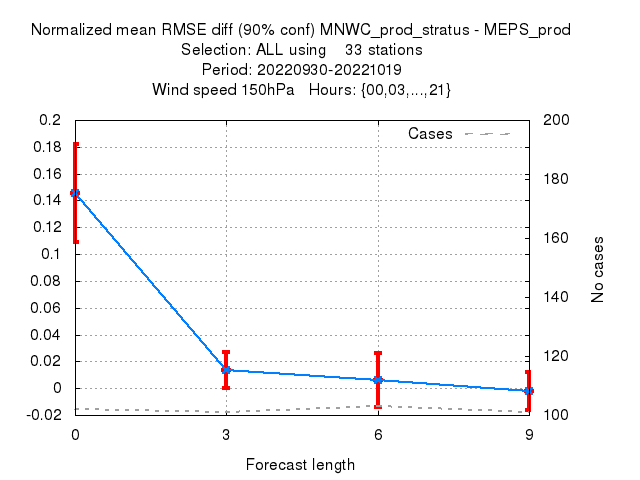 Normalized mean RMSE diff (90% conf) MNWC_prod_stratus - MEPS_prod
Selection: ALL using    33 stations
Period: 20220930-20221019
Wind speed 150hPa   Hours: {00,03,...,21}
Cases
0.2
0.18
0.16
0.14
0.12
0.1
0.08
0.06
0.04
0.02
0
-0.02
200
180
160
140
120
100
No cases
0 3 6 9
Forecast length